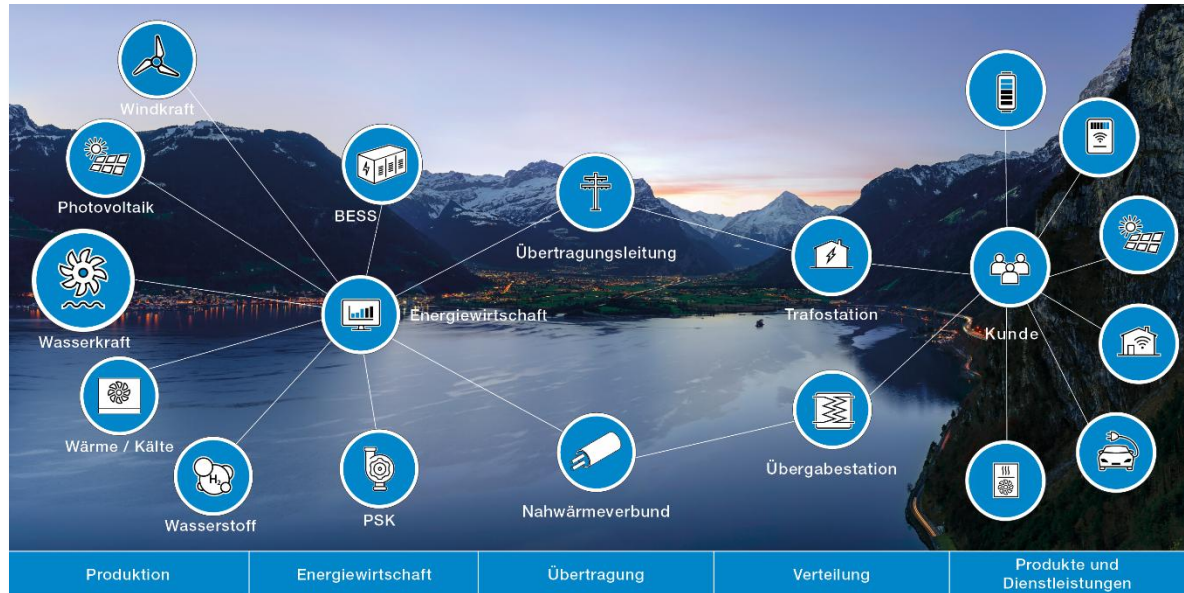 Windkraft
Photovoltaik
BESS
Übertragungsleitung
Wasserkraft
Energiewirtschaft
Trafostation
Kunde
Wärme / Kälte
H₂
Wasserstoff
PSK
Nahwärmeverbund
Übergabestation
Produktion
Energiewirtschaft
Übertragung
Verteilung
Produkte und
Dienstleistungen